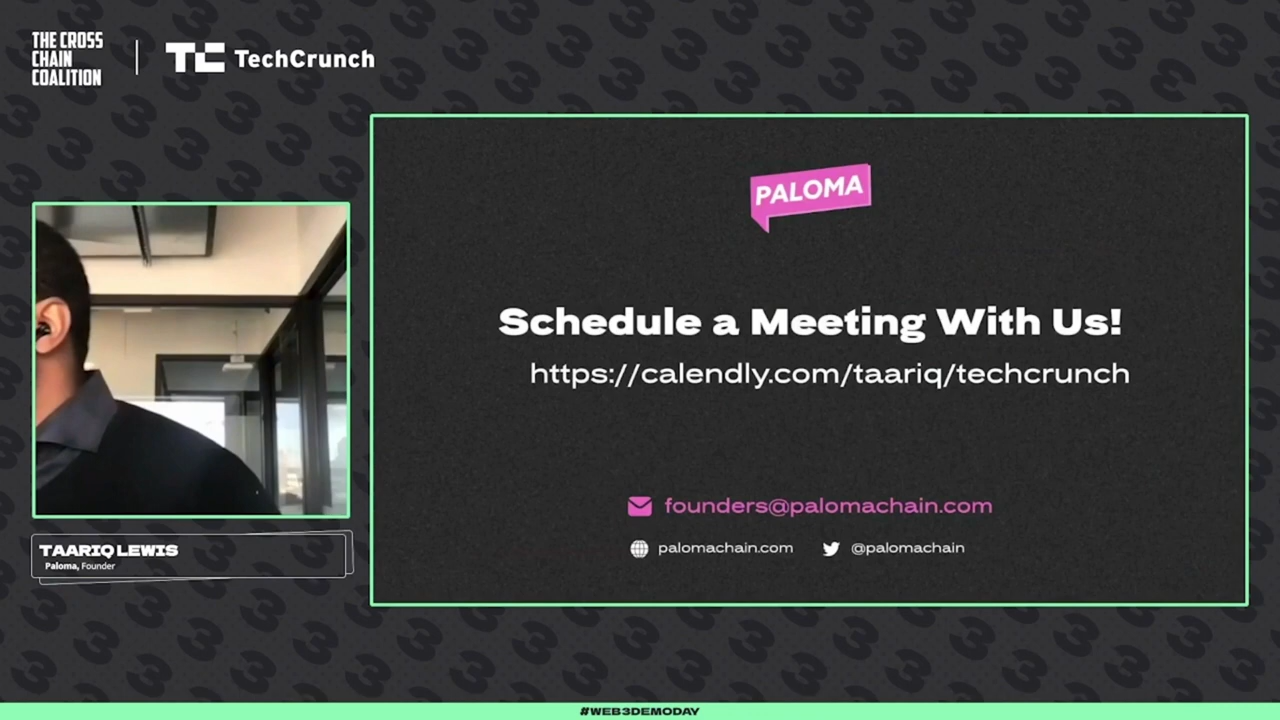 THE CROSS
CHAIN
COALITION
TC TechCrunch
PALOMA
Schedule a Meeting With Us!
https://calendly.com/taariq/techcrunch
founders@palomachain.com
palomachain.com @palomachain
TAARIQ LEWIS
Paloma, Founder
#WEB3DEMODAY